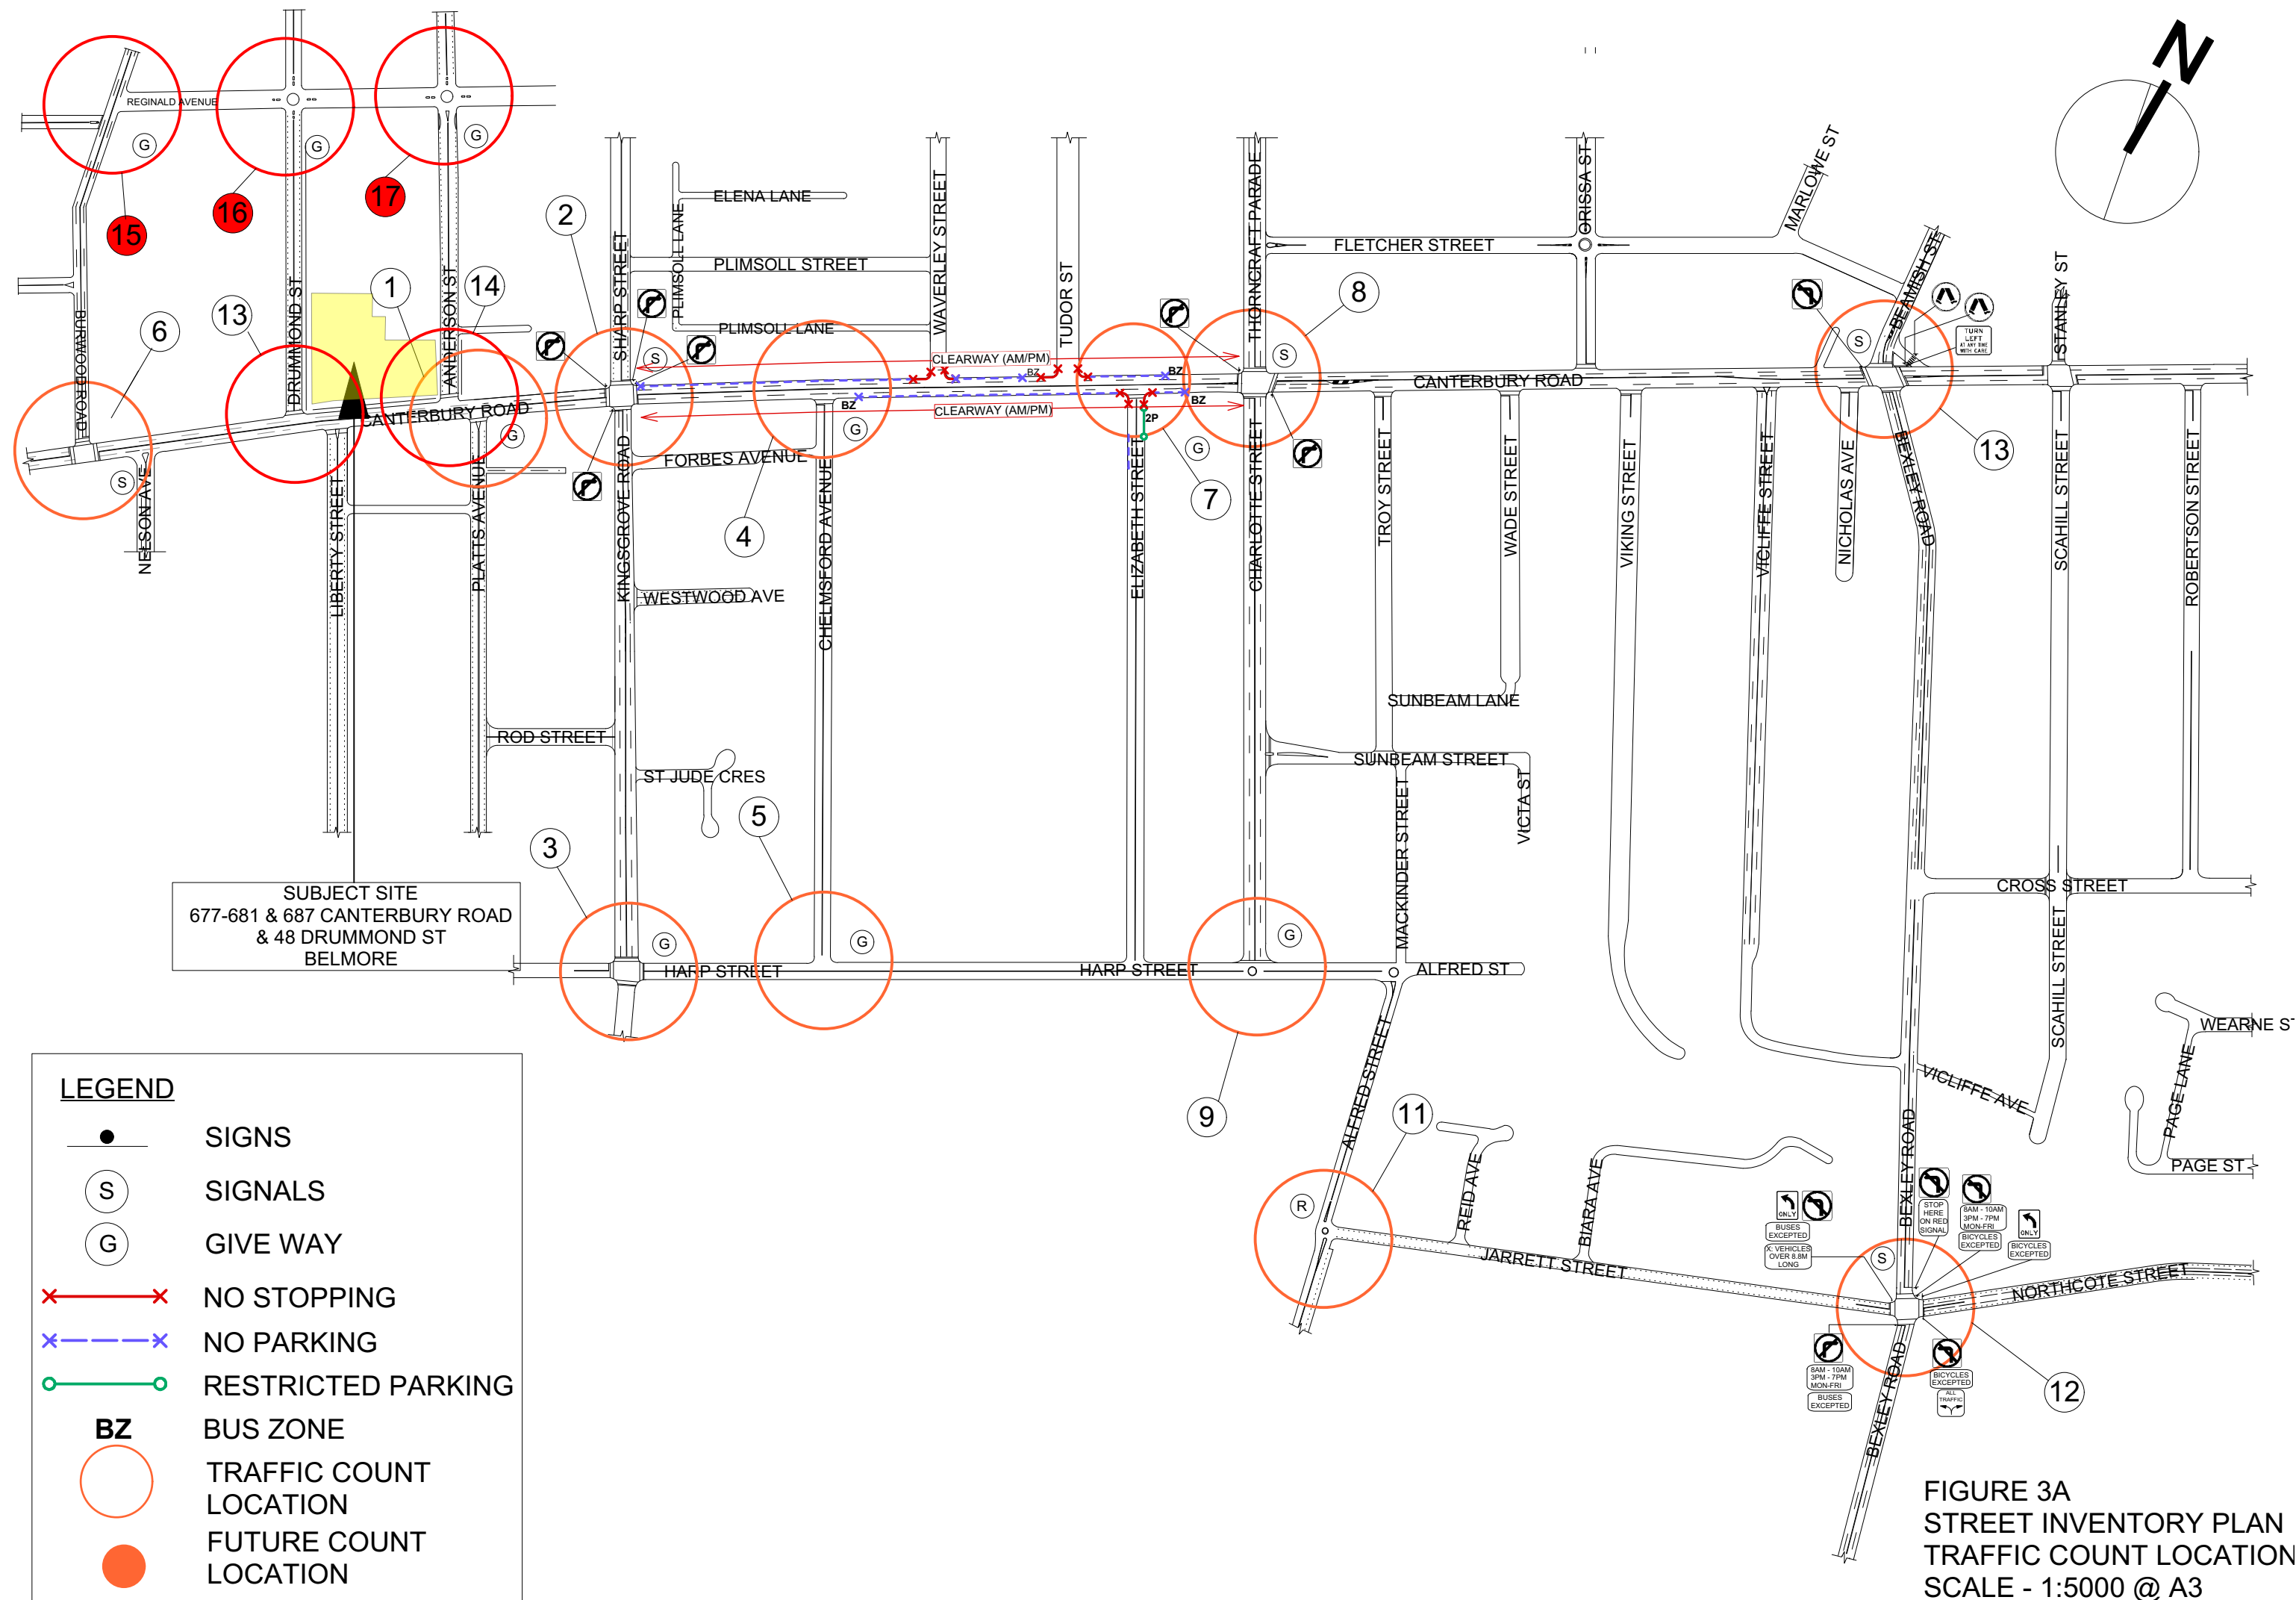 N
REGINALD AVENUE
G
G
G
15
16
17
2
ELENA LANE
PLIMSOLL LANE
PLIMSOLL STREET
PLIMSOLL LANE
WAVERLEY STREET
TUDOR ST
THORNCRAFT PARADE
FLETCHER STREET
ORISSA ST
MARLOWE ST
BEAMISH ST
STANLEY ST
TURN
LEFT
AT ANY TIME
WITH CARE
SHARP STREET
ANDERSON ST
DRUMMOND ST
BURWOOD ROAD
6
13
1
14
8
S
S
S
CLEARWAY (AM/PM)
BZ
BZ
CANTERBURY ROAD
CANTERBURY ROAD
BZ
CLEARWAY (AM/PM)
BZ
2P
G
G
G
S
13
7
4
FORBES AVENUE
NELSON AVE
LIBERTY STREET
PLATTS AVENUE
KINGSGROVE ROAD
CHELMSFORD AVENUE
ELIZABETH STREET
CHARLOTTE STREET
TROY STREET
WADE STREET
VIKING STREET
VICLIFFE STREET
NICHOLAS AVE
BEXLEY ROAD
SCAHILL STREET
ROBERTSON STREET
WESTWOOD AVE
SUNBEAM LANE
ROD STREET
SUNBEAM STREET
ST JUDE CRES
VICTA ST
MACKINDER STREET
5
3
CROSS STREET
SCAHILL STREET
SUBJECT SITE
677-681 & 687 CANTERBURY ROAD
& 48 DRUMMOND ST
BELMORE
G
G
G
HARP STREET
HARP STREET
ALFRED ST
WEARNE ST
PAGE LANE
PAGE ST
VICLIFFE AVE
ALFRED STREET
9
11
REID AVE
BIARA AVE
BEXLEY ROAD
R
JARRETT STREET
ONLY
BUSES
EXCEPTED
X: VEHICLES
OVER 8.8M
LONG
STOP
HERE
ON RED
SIGNAL
8AM - 10AM
3PM - 7PM
MON-FRI
BICYCLES
EXCEPTED
ONLY
BICYCLES
EXCEPTED
S
NORTHCOTE STREET
8AM - 10AM
3PM - 7PM
MON-FRI
BUSES
EXCEPTED
BICYCLES
EXCEPTED
ALL
TRAFFIC
12
BEXLEY ROAD
LEGEND
SIGNS
S SIGNALS
G GIVE WAY
NO STOPPING
NO PARKING
RESTRICTED PARKING
BZ BUS ZONE
TRAFFIC COUNT
LOCATION
FUTURE COUNT
LOCATION
FIGURE 3A
STREET INVENTORY PLAN
TRAFFIC COUNT LOCATION
SCALE - 1:5000 @ A3